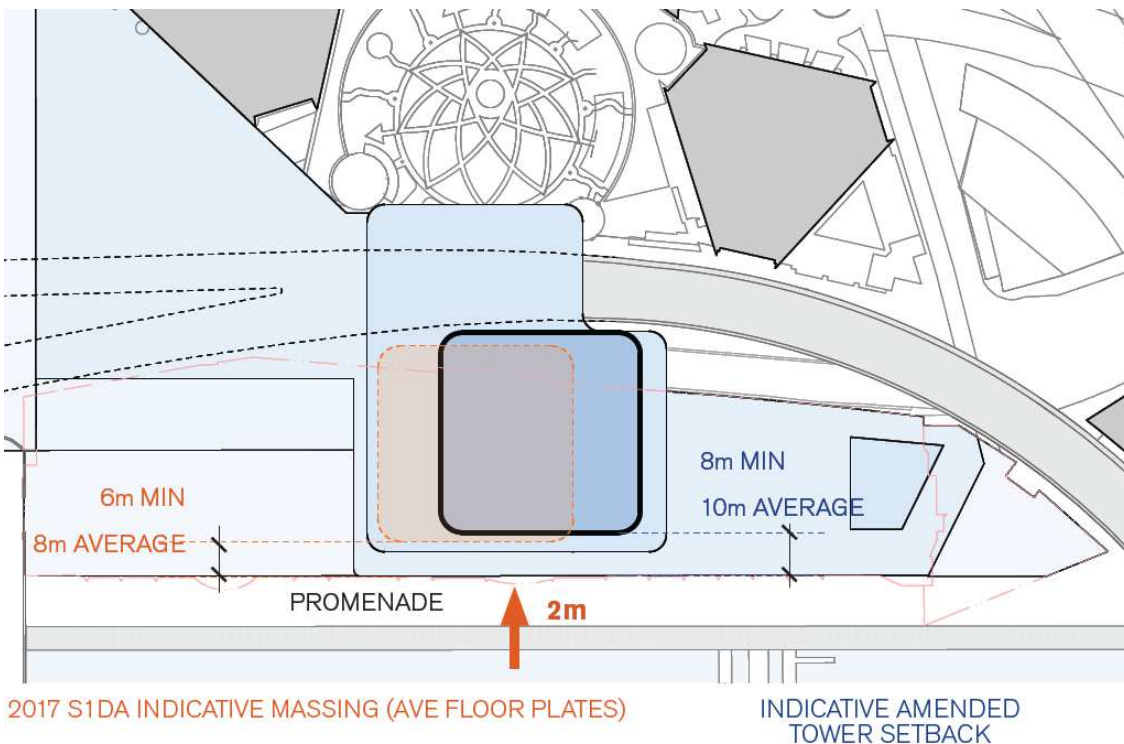 6m MIN
8m AVERAGE
8m MIN
10m AVERAGE
PROMENADE
2m
2017 S1DA INDICATIVE MASSING (AVE FLOOR PLATES)
INDICATIVE AMENDED
TOWER SETBACK